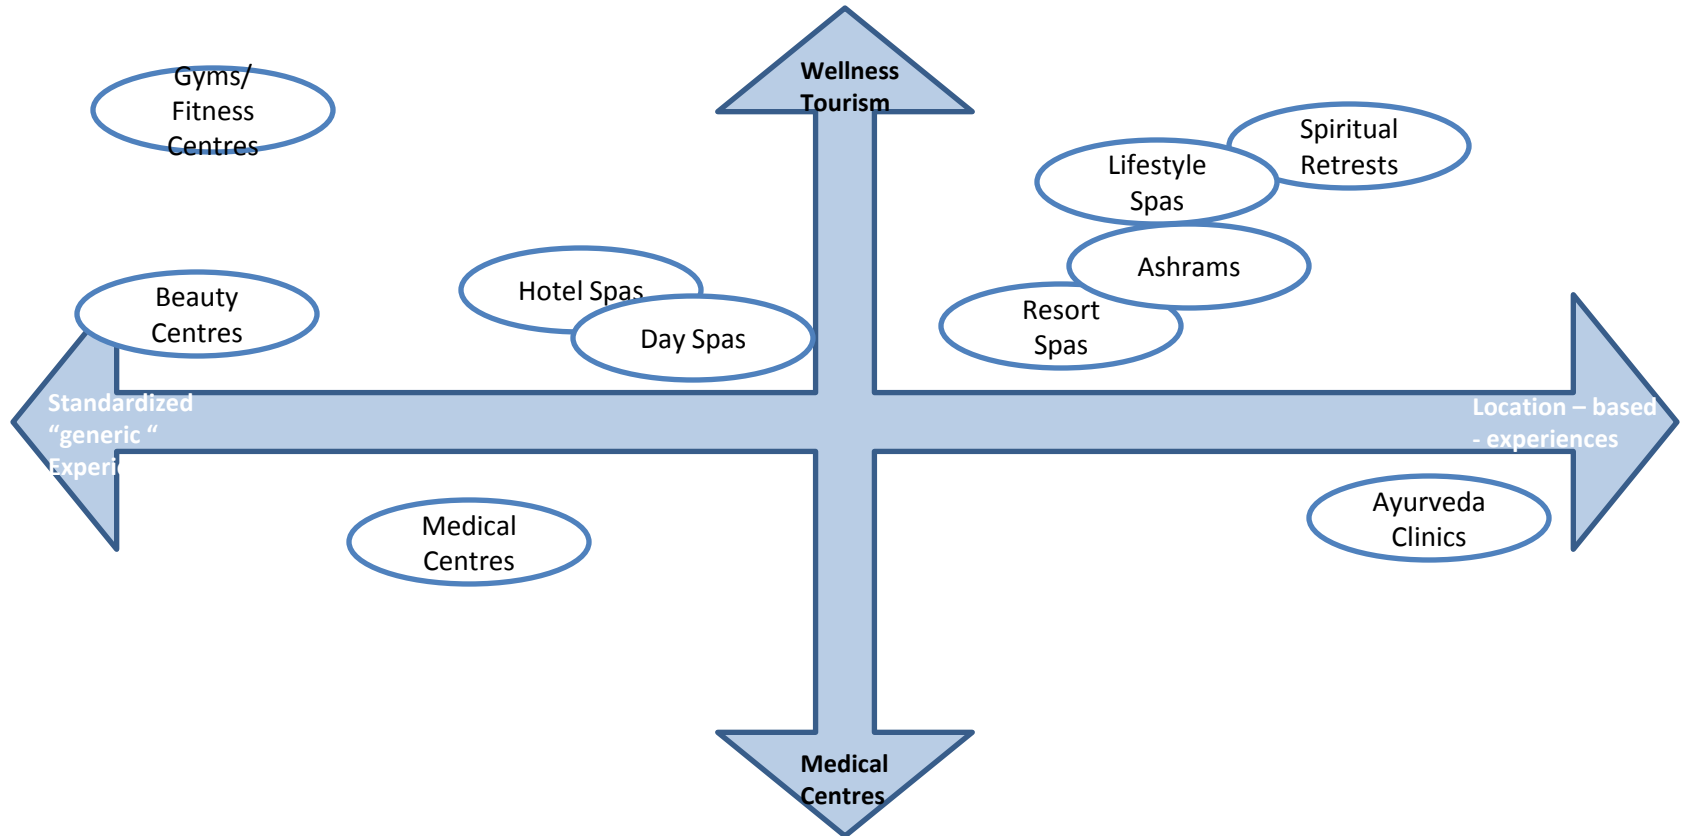 Gyms/
Fitness
Centres
Wellness
Tourism
Spiritual
Retrests
Lifestyle
Spas
Ashrams
Hotel Spas
Beauty
Centres
Day Spas
Resort
Spas
Standardized
“generic “
Location – based
- experiences
Medical
Centres
Ayurveda
Clinics
Medical
Centres